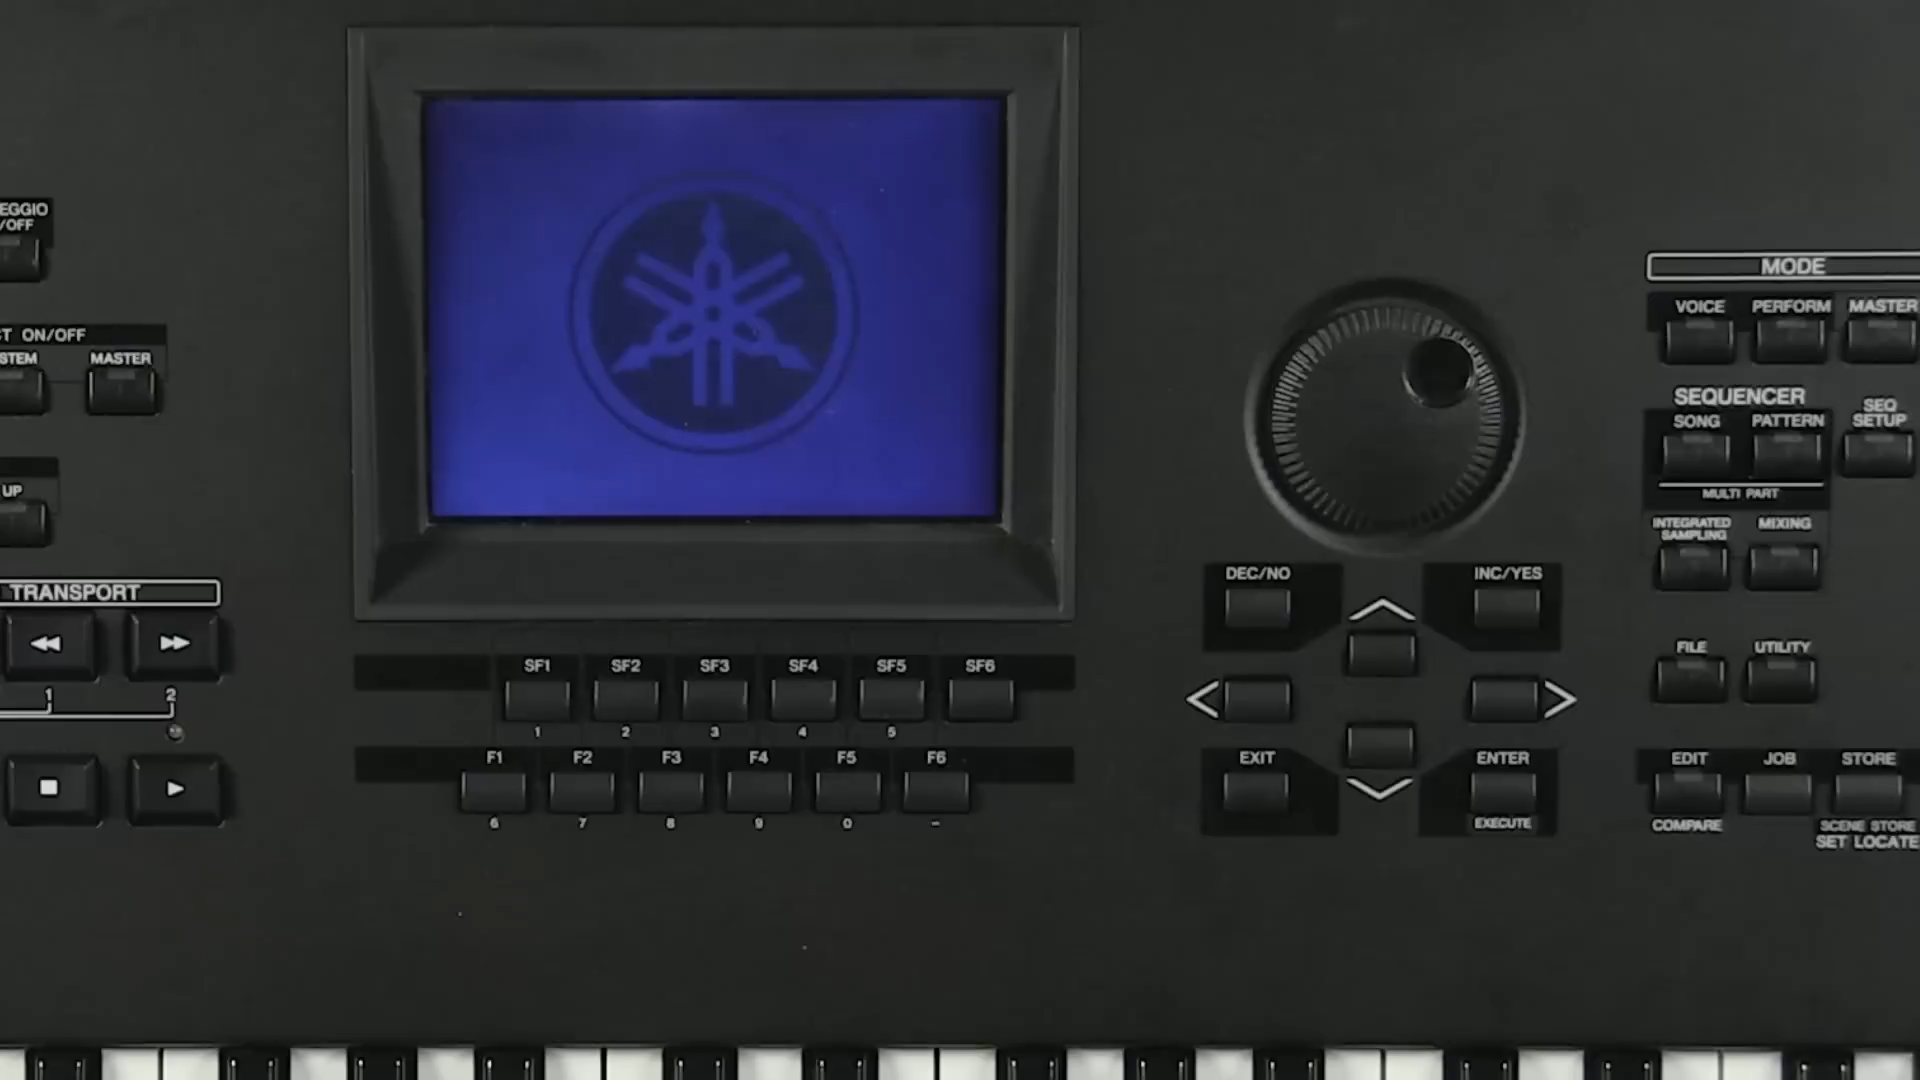 EGGIO
/OFF
T ON/OFF
STEM MASTER
UP
TRANSPORT
1 2
SF1 SF2 SF3 SF4 SF5 SF6
1 2 3 4 5
F1 F2 F3 F4 F5 F6
6 7 8 9 0 -
DEC/NO INC/YES
EXIT ENTER
EXECUTE
MODE
VOICE PERFORM MASTER
SEQUENCER
SONG PATTERN SEQ
SETUP
MULTI PART
INTEGRATED
SAMPLING MIXING
FILE UTILITY
EDIT JOB STORE
COMPARE SCENE STORE
SET LOCATE